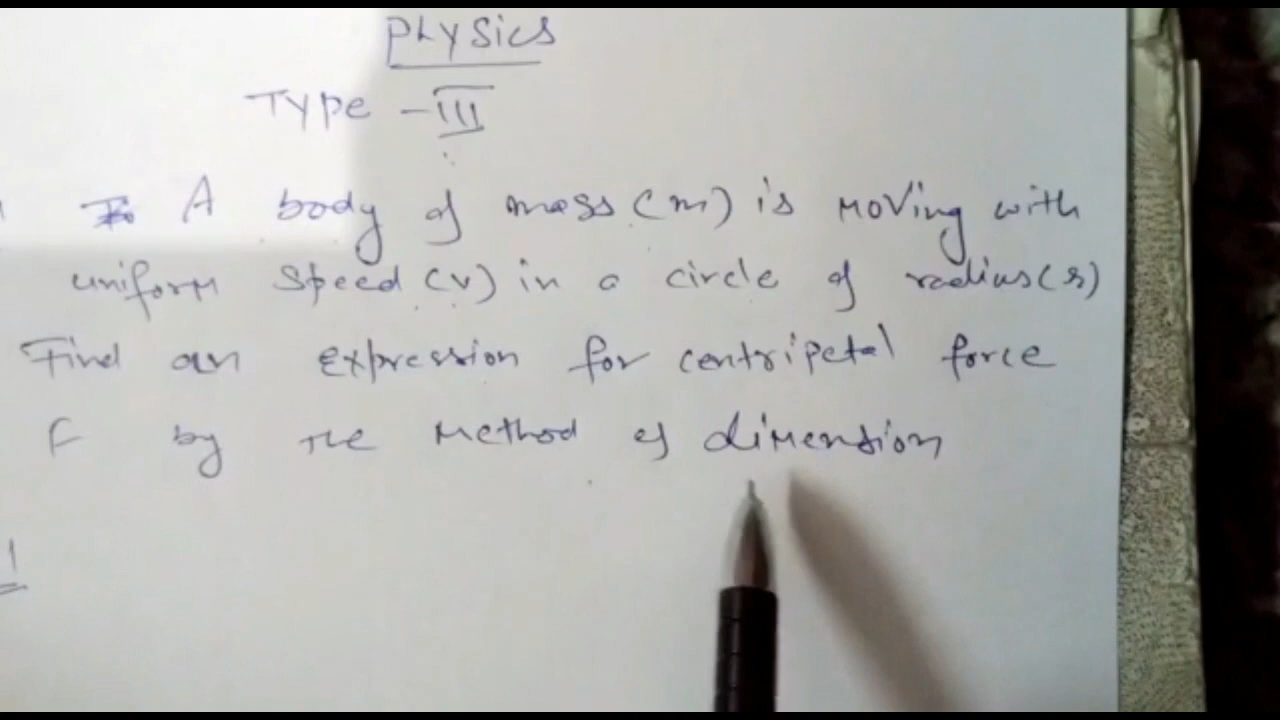 Physics
Type - III
A body of mass (m) is moving with
uniform speed (v) in a circle of radius (r)
Find an expression for centripetal force
F by the method of dimension